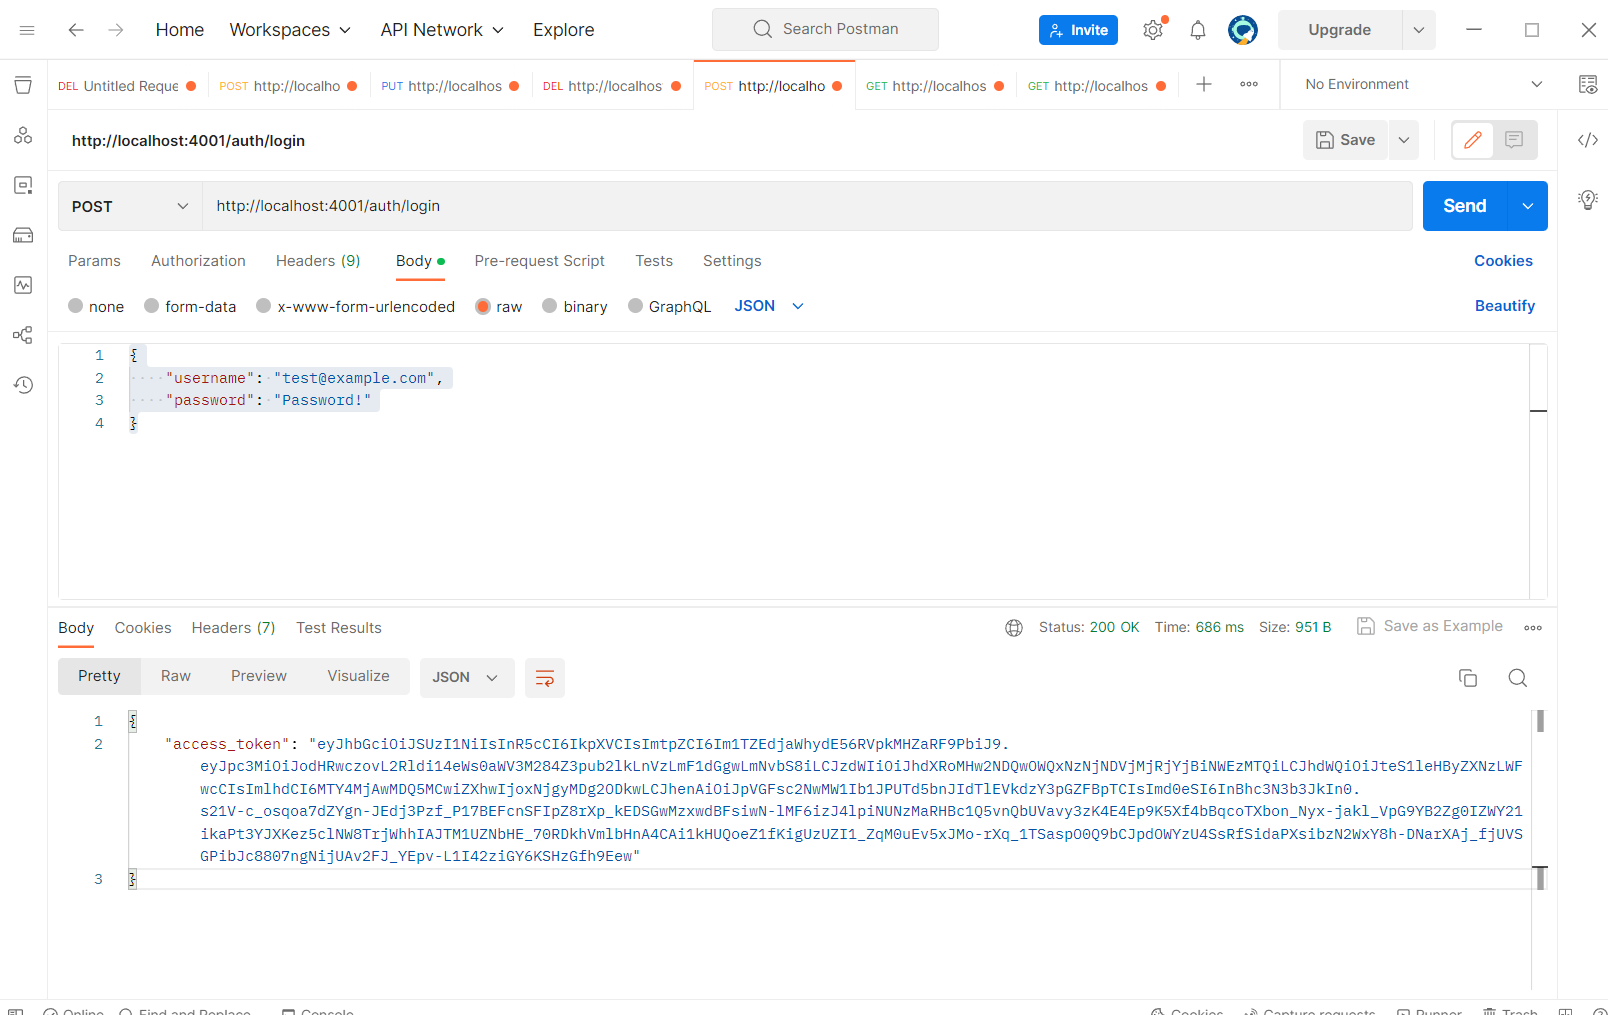 Home Workspaces API Network Explore Search Postman Invite Upgrade
DEL Untitled Reque POST http://localho PUT http://localhos DEL http://localhos POST http://localho GET http://localhos GET http://localhos No Environment
http://localhost:4001/auth/login Save
POST http://localhost:4001/auth/login Send
Params Authorization Headers (9) Body Pre-request Script Tests Settings Cookies
none form-data x-www-form-urlencoded raw binary GraphQL JSON Beautify
1 {
2 "username": "test@example.com",
3 "password": "Password!"
4 }
Body Cookies Headers (7) Test Results Status: 200 OK Time: 686 ms Size: 951 B Save as Example
Pretty Raw Preview Visualize JSON
1 {
2 "access_token": "eyJhbGciOiJSUzI1NiIsInR5cCI6IkpXVCIsImtpZCI6Im1TZEdjaWhydE56RVpkMHZaRF9PbiJ9.
eyJpc3MiOiJodHRwczovL2Rldi14eWs0aWV3M284Z3pub2lkLnVzLmF1dGgwLmNvbS8iLCJzdWIiOiJhdXRoMHw2NDQwOWQxNzNjNDVjMjRjYjBiNWEzMTQiLCJhdWQiOiJteS1leHByZXNzLWF
wcCIsImlhdCI6MTY4MjAwMDQ5MCwiZXhwIjoxNjgyMDg2ODkwLCJhenAiOiJpVGFsc2NwMW1Ib1JPUTd5bnJIdTlEVkdzY3pGZFBpTCIsImd0eSI6InBhc3N3b3JkIn0.
s21V-c_osqoa7dZYgn-JEdj3Pzf_P17BEFcnSFIpZ8rXp_kEDSGwMzxwdBFsiwN-lMF6izJ4lpiNUNzMaRHBc1Q5vnQbUVavy3zK4E4Ep9K5Xf4bBqcoTXbon_Nyx-jakl_VpG9YB2Zg0IZWY21
ikaPt3YJXKez5clNW8TrjWhhIAJTM1UZNbHE_70RDkhVmlbHnA4CAi1kHUQoeZ1fKigUzUZI1_ZqM0uEv5xJMo-rXq_1TSaspO0Q9bCJpdOWYzU4SsRfSidaPXsibzN2WxY8h-DNarXAj_fjUVS
GPibJc8807ngNijUAv2FJ_YEpv-L1I42ziGY6KSHzGfh9Eew"
3 }
Online Find and Replace Console Cookies Capture requests Runner Trash